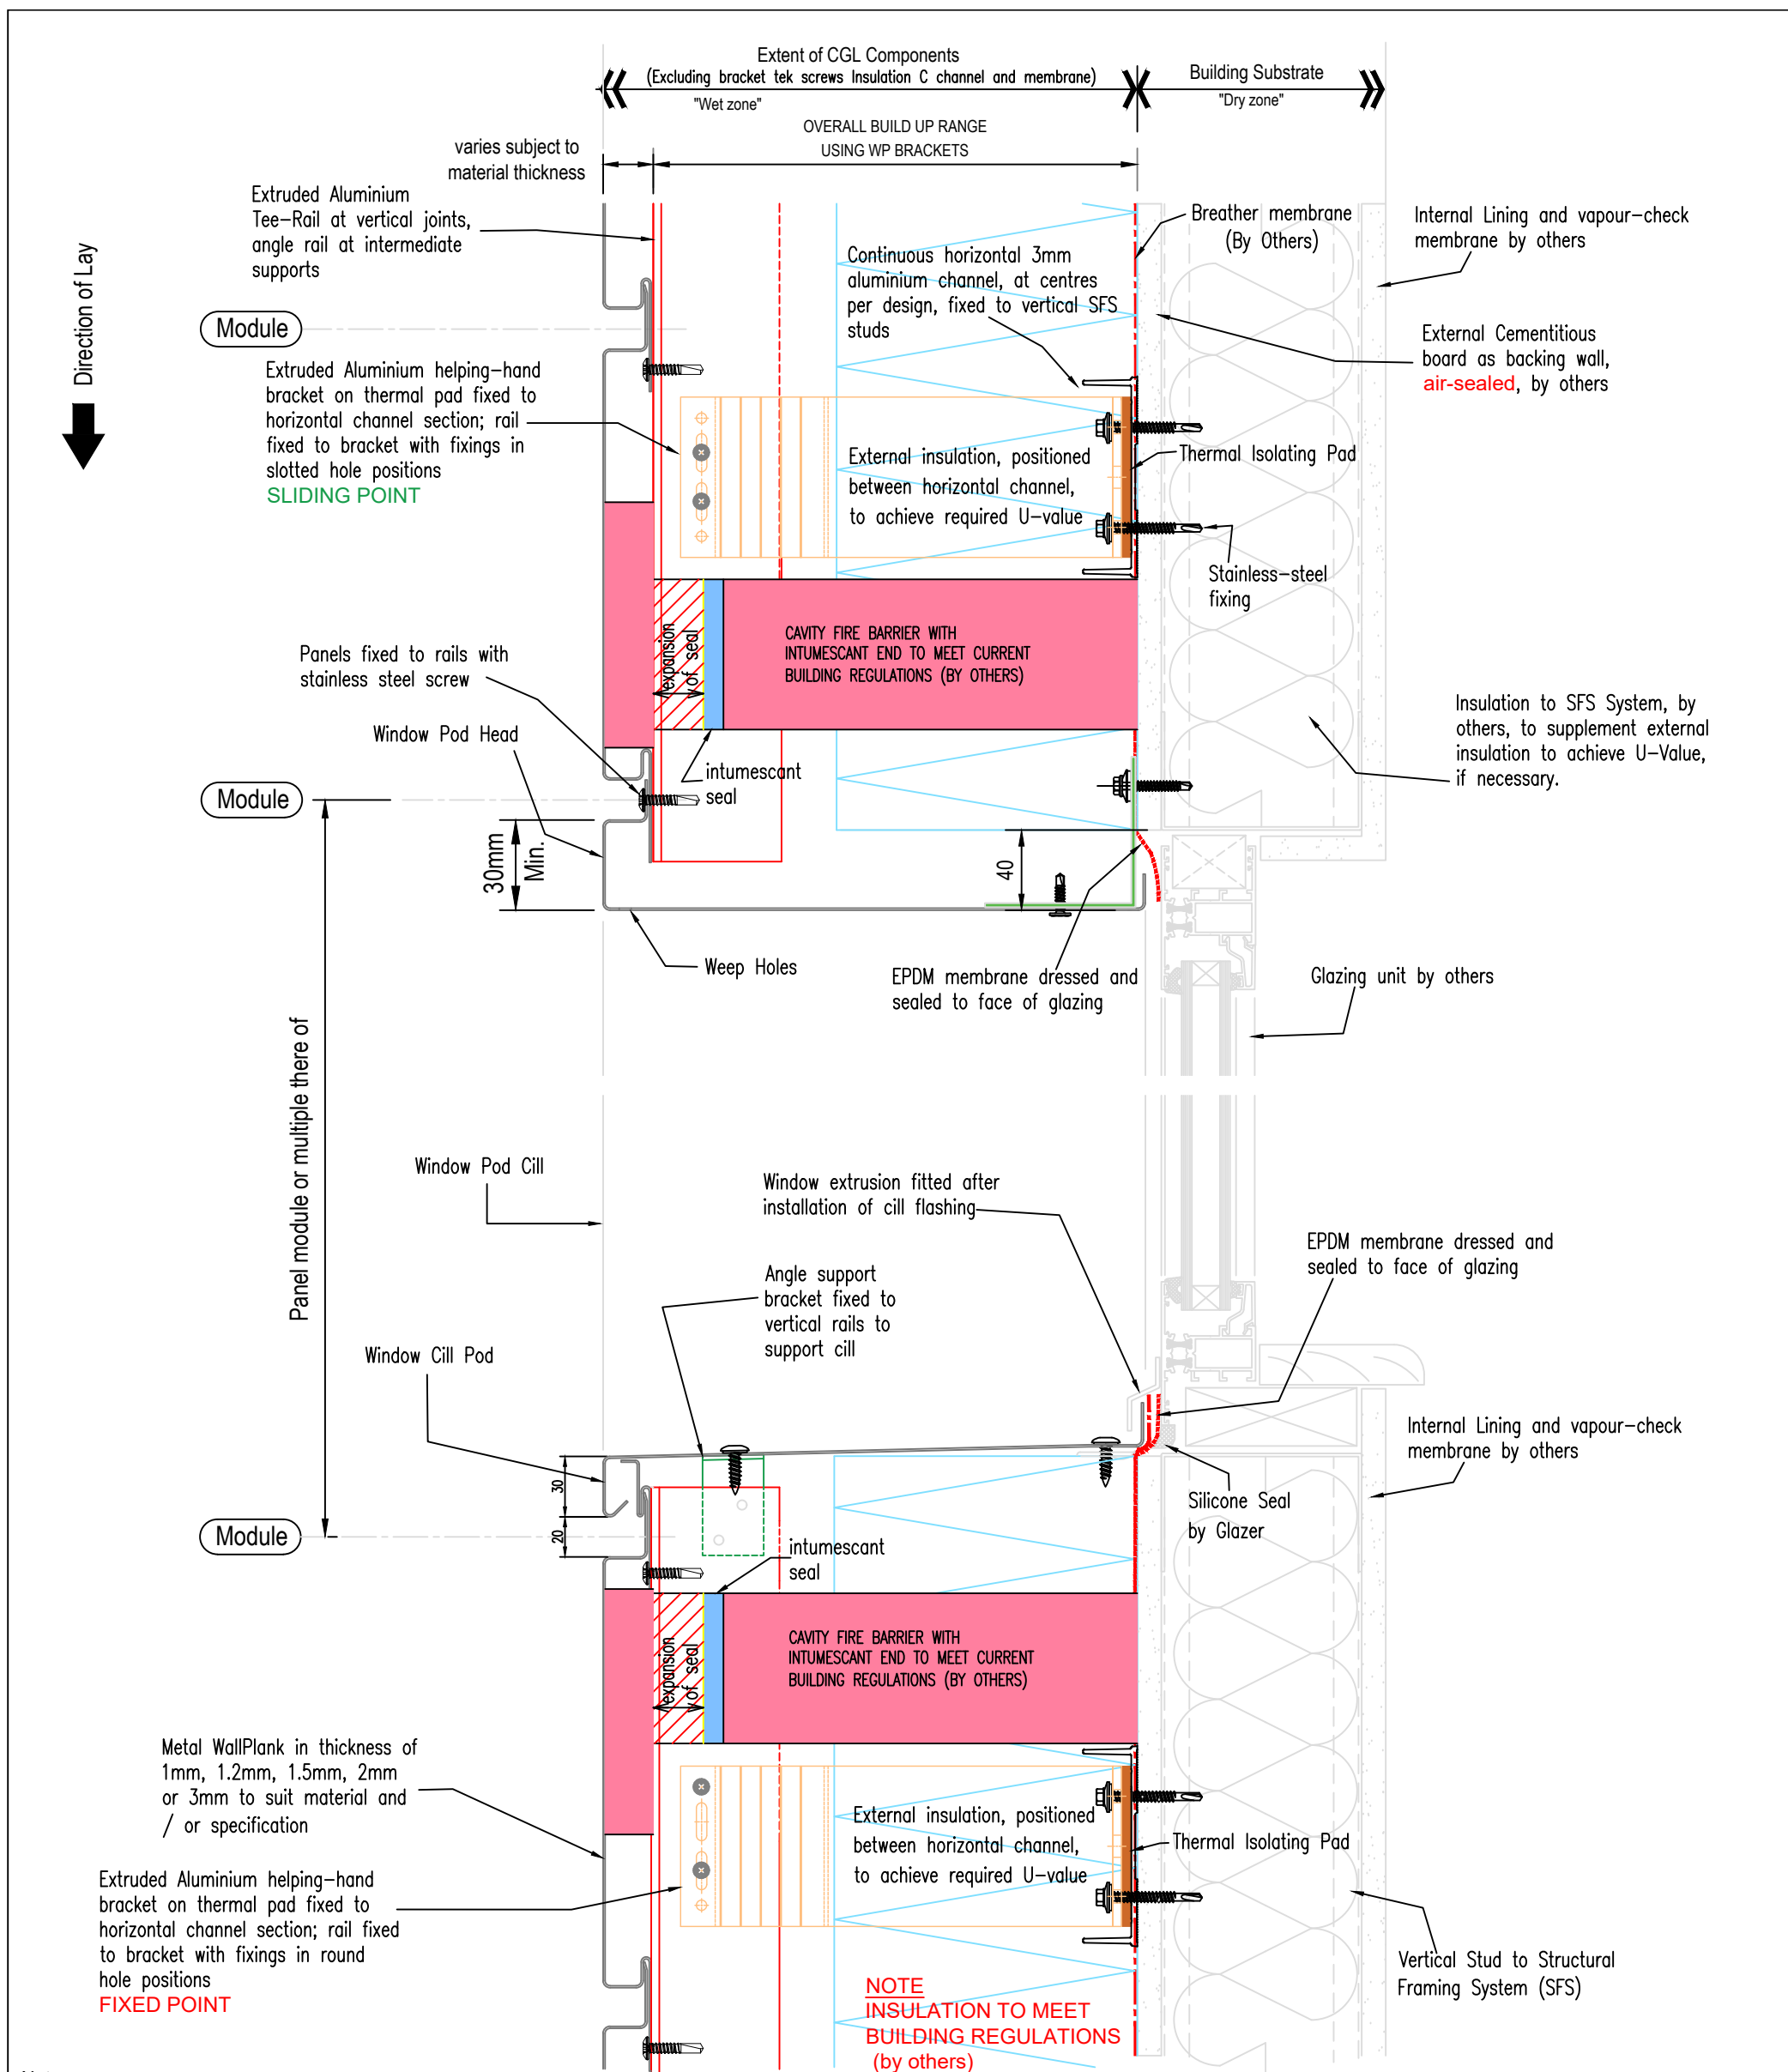 Extent of CGL Components
(Excluding bracket tek screws Insulation C channel and membrane)
"Wet zone"
Building Substrate
"Dry zone"
OVERALL BUILD UP RANGE
USING WP BRACKETS
varies subject to
material thickness
Extruded Aluminium
Tee-Rail at vertical joints,
angle rail at intermediate
supports
Direction of Lay
Module
Extruded Aluminium helping-hand
bracket on thermal pad fixed to
horizontal channel section; rail
fixed to bracket with fixings in
slotted hole positions
SLIDING POINT
Continuous horizontal 3mm
aluminium channel, at centres
per design, fixed to vertical SFS
studs
Breather membrane
(By Others)
Internal Lining and vapour-check
membrane by others
External Cementitious
board as backing wall,
air-sealed, by others
External insulation, positioned
between horizontal channel,
to achieve required U-value
Thermal Isolating Pad
Stainless-steel
fixing
expansion
of seal
CAVITY FIRE BARRIER WITH
INTUMESCANT END TO MEET CURRENT
BUILDING REGULATIONS (BY OTHERS)
Panels fixed to rails with
stainless steel screw
Window Pod Head
intumescant
seal
Insulation to SFS System, by
others, to supplement external
insulation to achieve U-Value,
if necessary.
Module
30mm
Min.
40
Weep Holes
EPDM membrane dressed and
sealed to face of glazing
Glazing unit by others
Panel module or multiple there of
Window Pod Cill
Window extrusion fitted after
installation of cill flashing
EPDM membrane dressed and
sealed to face of glazing
Angle support
bracket fixed to
vertical rails to
support cill
Window Cill Pod
Internal Lining and vapour-check
membrane by others
30
20
Silicone Seal
by Glazer
Module
intumescant
seal
expansion
of seal
CAVITY FIRE BARRIER WITH
INTUMESCANT END TO MEET CURRENT
BUILDING REGULATIONS (BY OTHERS)
Metal WallPlank in thickness of
1mm, 1.2mm, 1.5mm, 2mm
or 3mm to suit material and
/ or specification
External insulation, positioned
between horizontal channel,
to achieve required U-value
Thermal Isolating Pad
Extruded Aluminium helping-hand
bracket on thermal pad fixed to
horizontal channel section; rail fixed
to bracket with fixings in round
hole positions
FIXED POINT
Vertical Stud to Structural
Framing System (SFS)
NOTE
INSULATION TO MEET
BUILDING REGULATIONS
(by others)